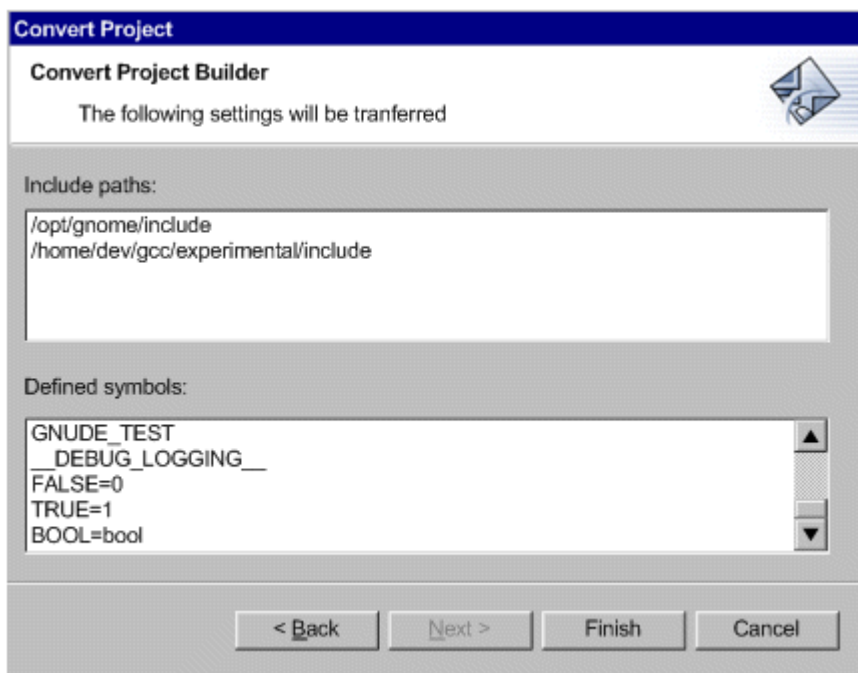 Convert Project
Convert Project Builder
The following settings will be tranferred
Include paths:
/opt/gnome/include
/home/dev/gcc/experimental/include
Defined symbols:
GNUDE_TEST
__DEBUG_LOGGING__
FALSE=0
TRUE=1
BOOL=bool
< Back
Next >
Finish
Cancel